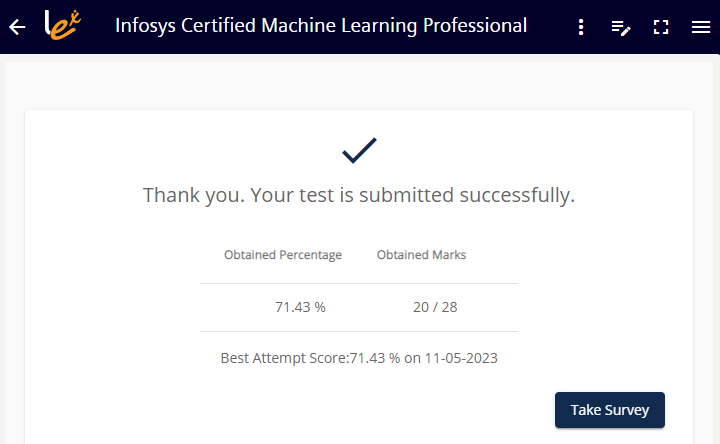 Lex Infosys Certified Machine Learning Professional
Thank you. Your test is submitted successfully.
Obtained Percentage Obtained Marks
71.43 % 20 / 28
Best Attempt Score:71.43 % on 11-05-2023
Take Survey